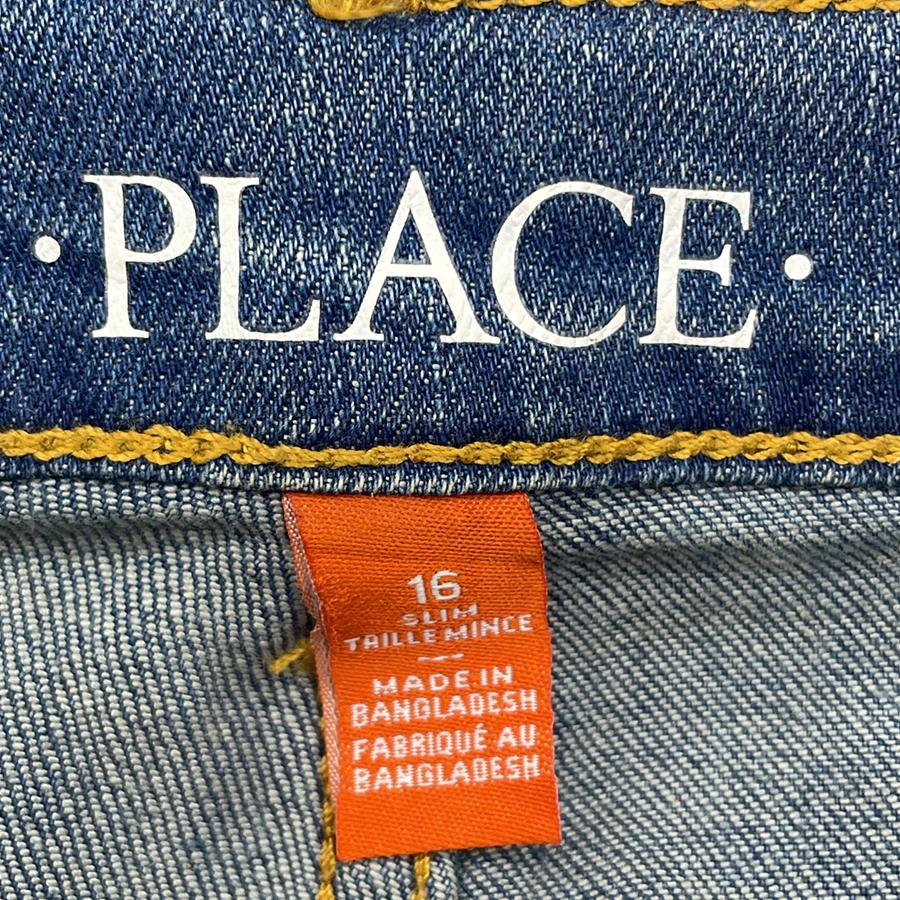 ·PLACE·
16
SLIM
TAILLE MINCE
MADE IN
BANGLADESH
FABRIQUÉ AU
BANGLADESH